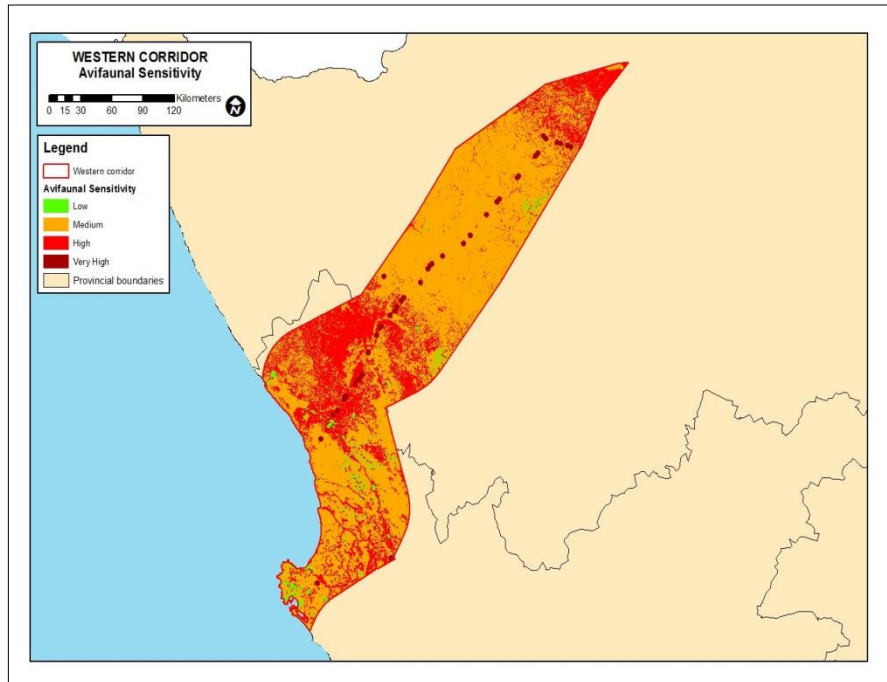 WESTERN CORRIDOR
Avifaunal Sensitivity
Kilometers
0 15 30 60 90 120
N
Legend
Western corridor
Avifaunal Sensitivity
Low
Medium
High
Very High
Provincial boundaries